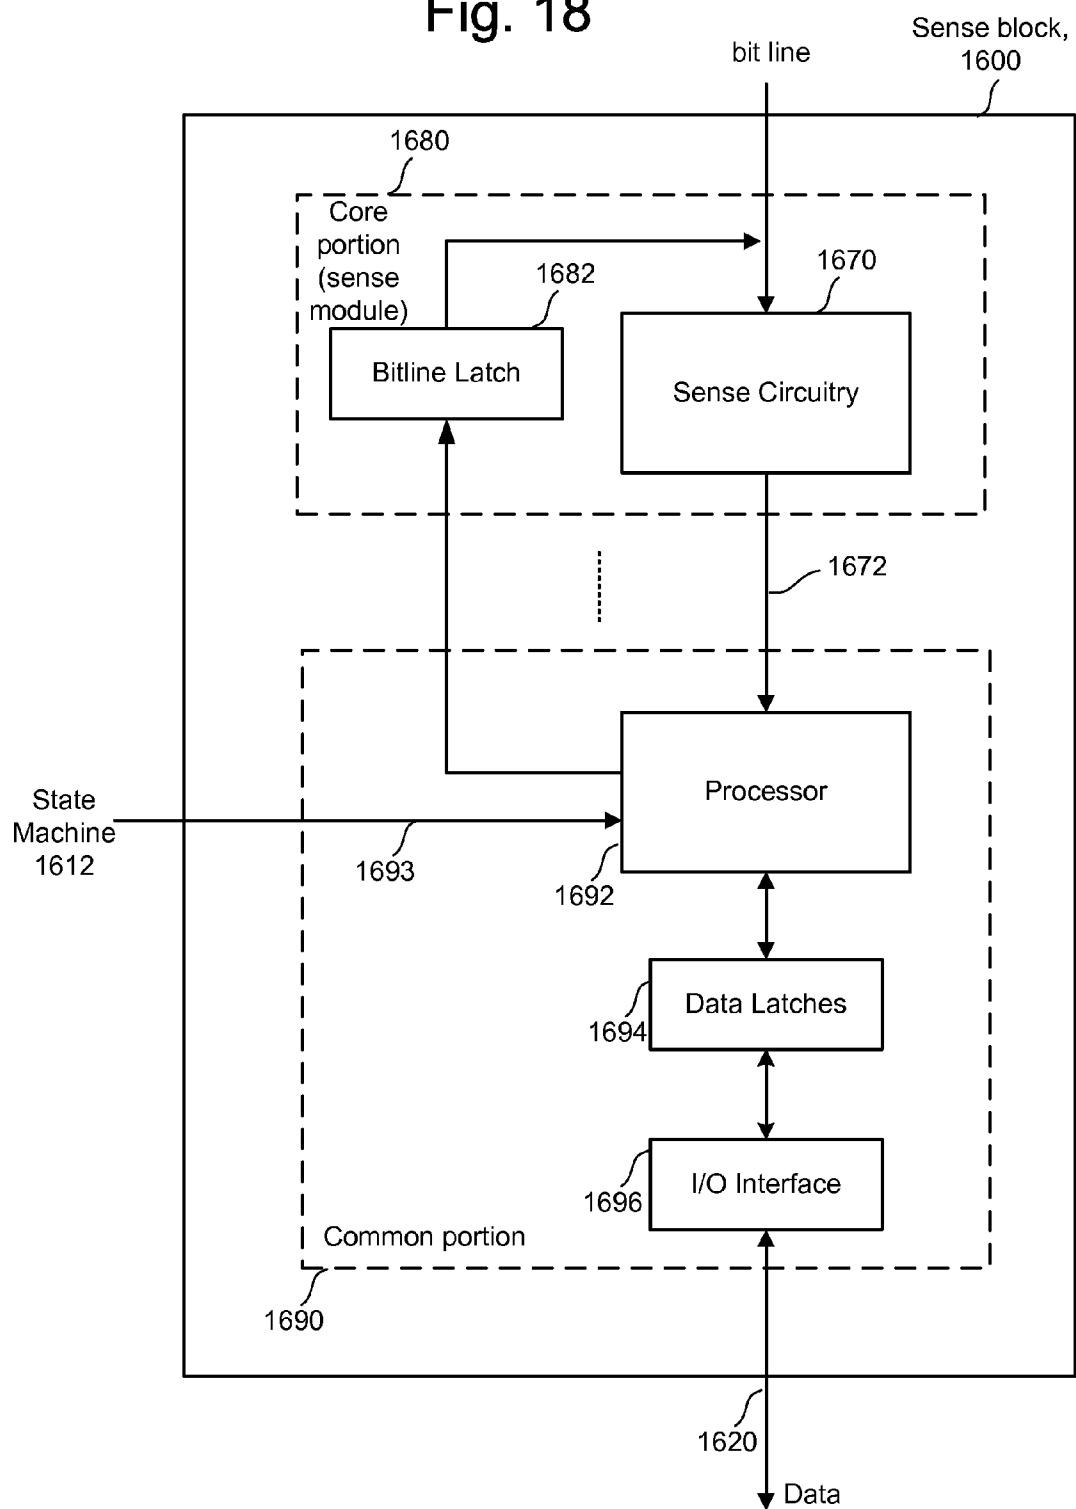 Fig. 18
Sense block,
1600
bit line
1680
Core
portion
(sense
module)
1682
1670
Bitline Latch
Sense Circuitry
1672
State
Machine
1612
1693
Processor
1692
Data Latches
1694
I/O Interface
1696
Common portion
1690
1620
Data